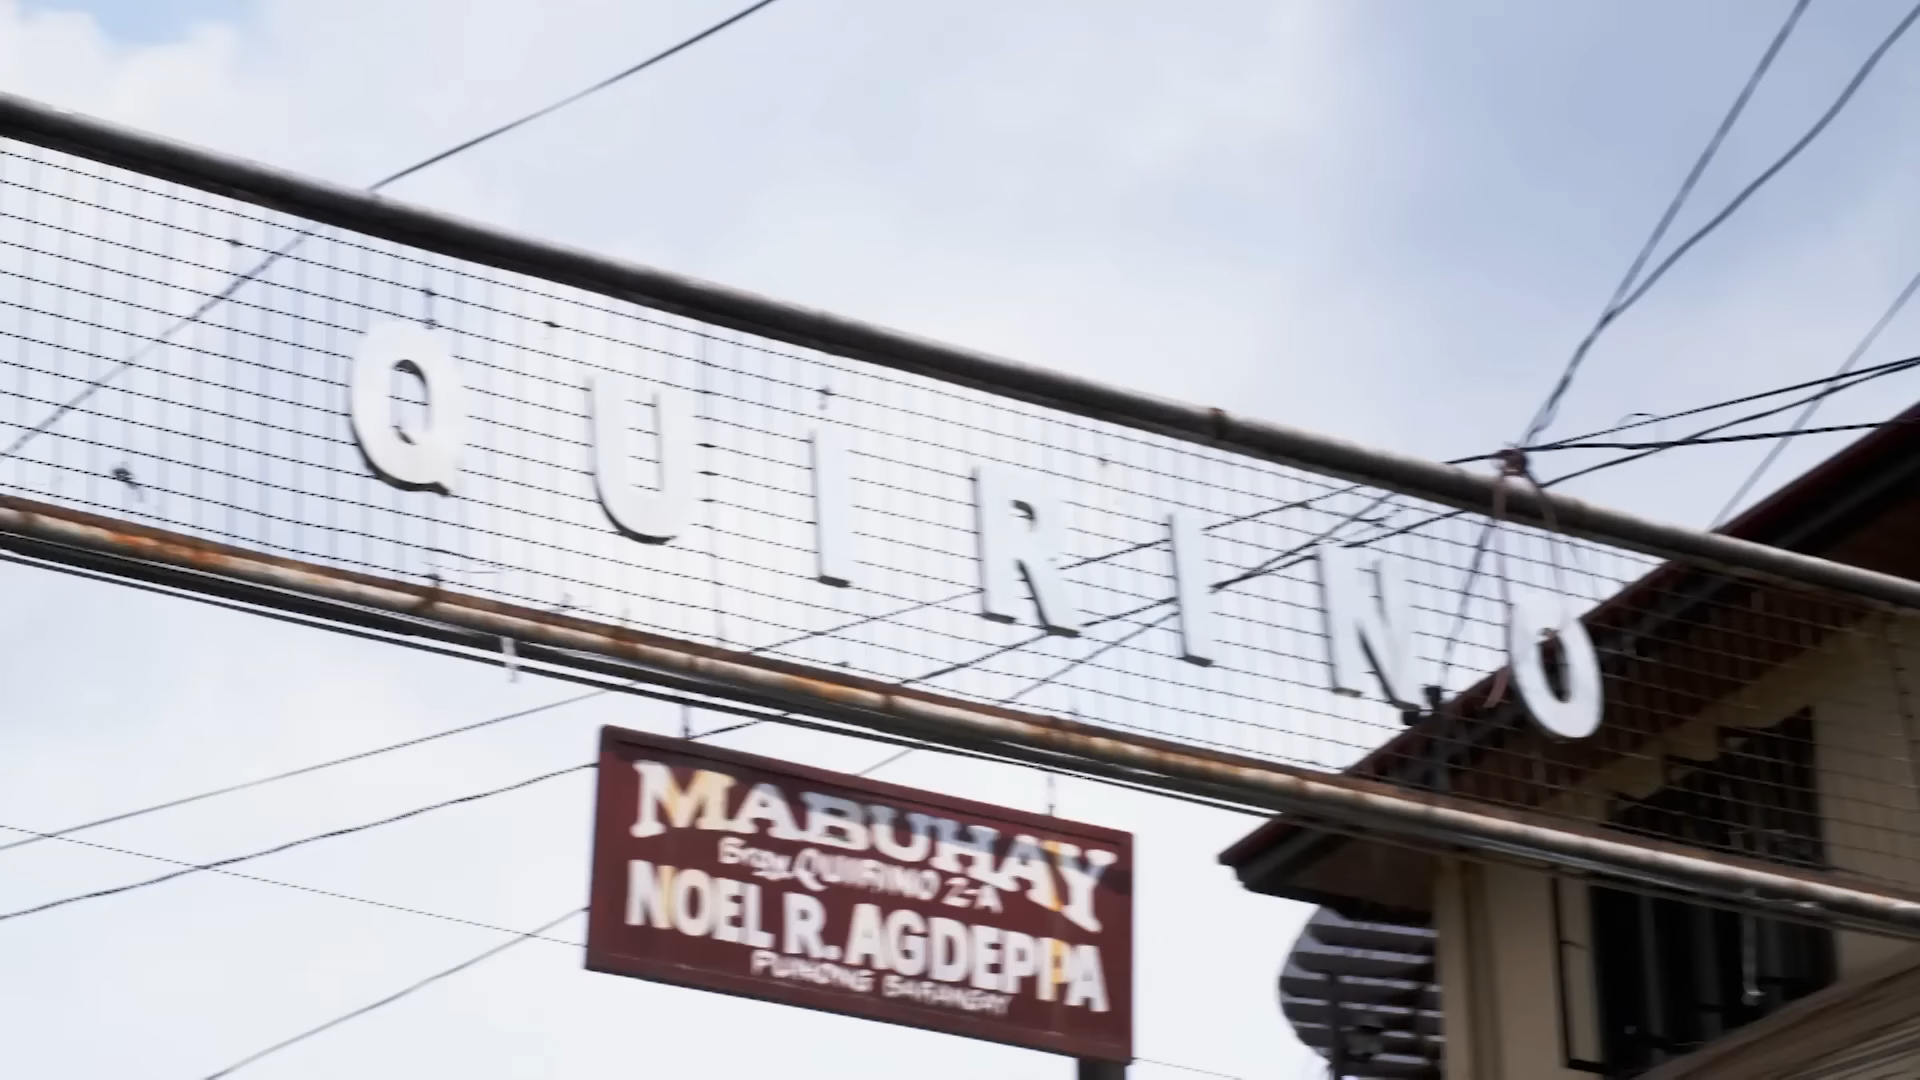 QUIRINO
MABUHAY
Brgy. QUIRINO 2-A
NOEL R. AGDEPPA
PUNONG BARANGAY